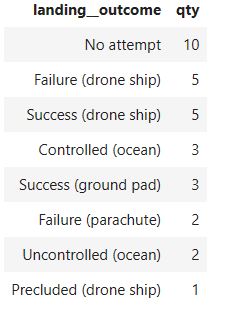 landing__outcome qty
No attempt 10
Failure (drone ship) 5
Success (drone ship) 5
Controlled (ocean) 3
Success (ground pad) 3
Failure (parachute) 2
Uncontrolled (ocean) 2
Precluded (drone ship) 1